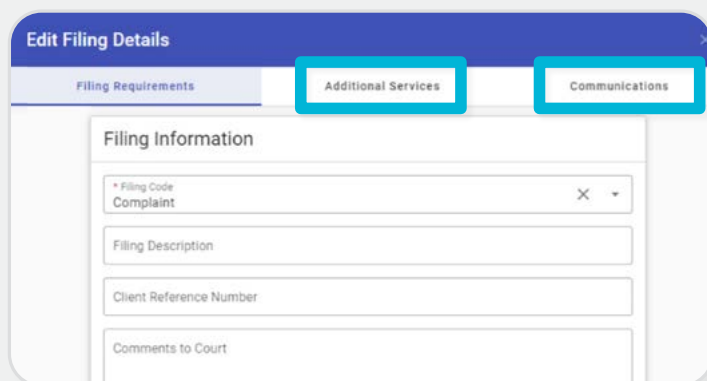 Edit Filing Details
Filing Requirements Additional Services Communications
Filing Information
* Filing Code
Complaint
Filing Description
Client Reference Number
Comments to Court